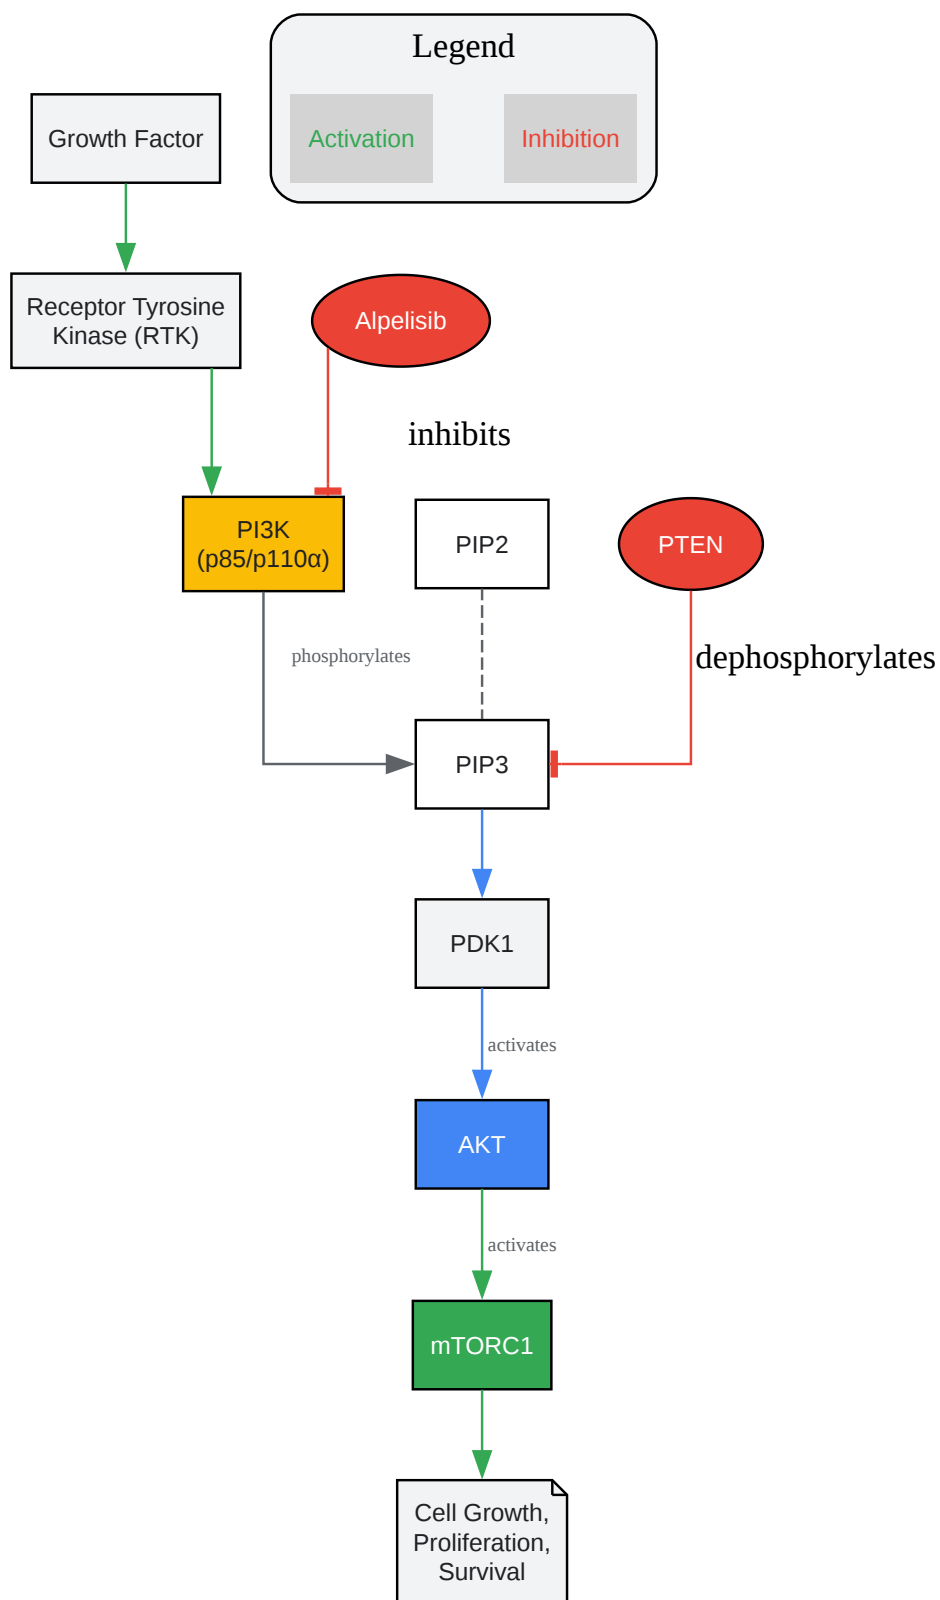 Legend
Growth Factor
Activation
Inhibition
Receptor Tyrosine
Kinase (RTK)
Alpelisib
inhibits
PI3K
(p85/p110α)
PIP2
PTEN
phosphorylates
dephosphorylates
PIP3
PDK1
activates
AKT
activates
mTORC1
Cell Growth,
Proliferation,
Survival